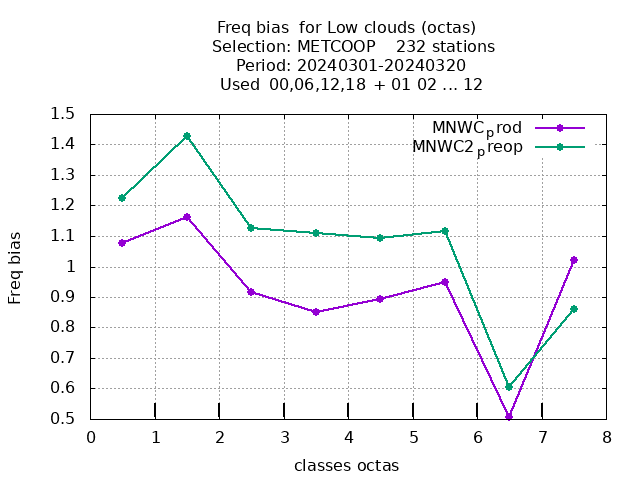 Freq bias  for Low clouds (octas)
Selection: METCOOP    232 stations
Period: 20240301-20240320
Used  00,06,12,18  + 01 02 ... 12
MNWCprod
MNWC2preop
1.5
1.4
1.3
1.2
1.1
1
0.9
0.8
0.7
0.6
0.5
Freq bias
0 1 2 3 4 5 6 7 8
classes octas